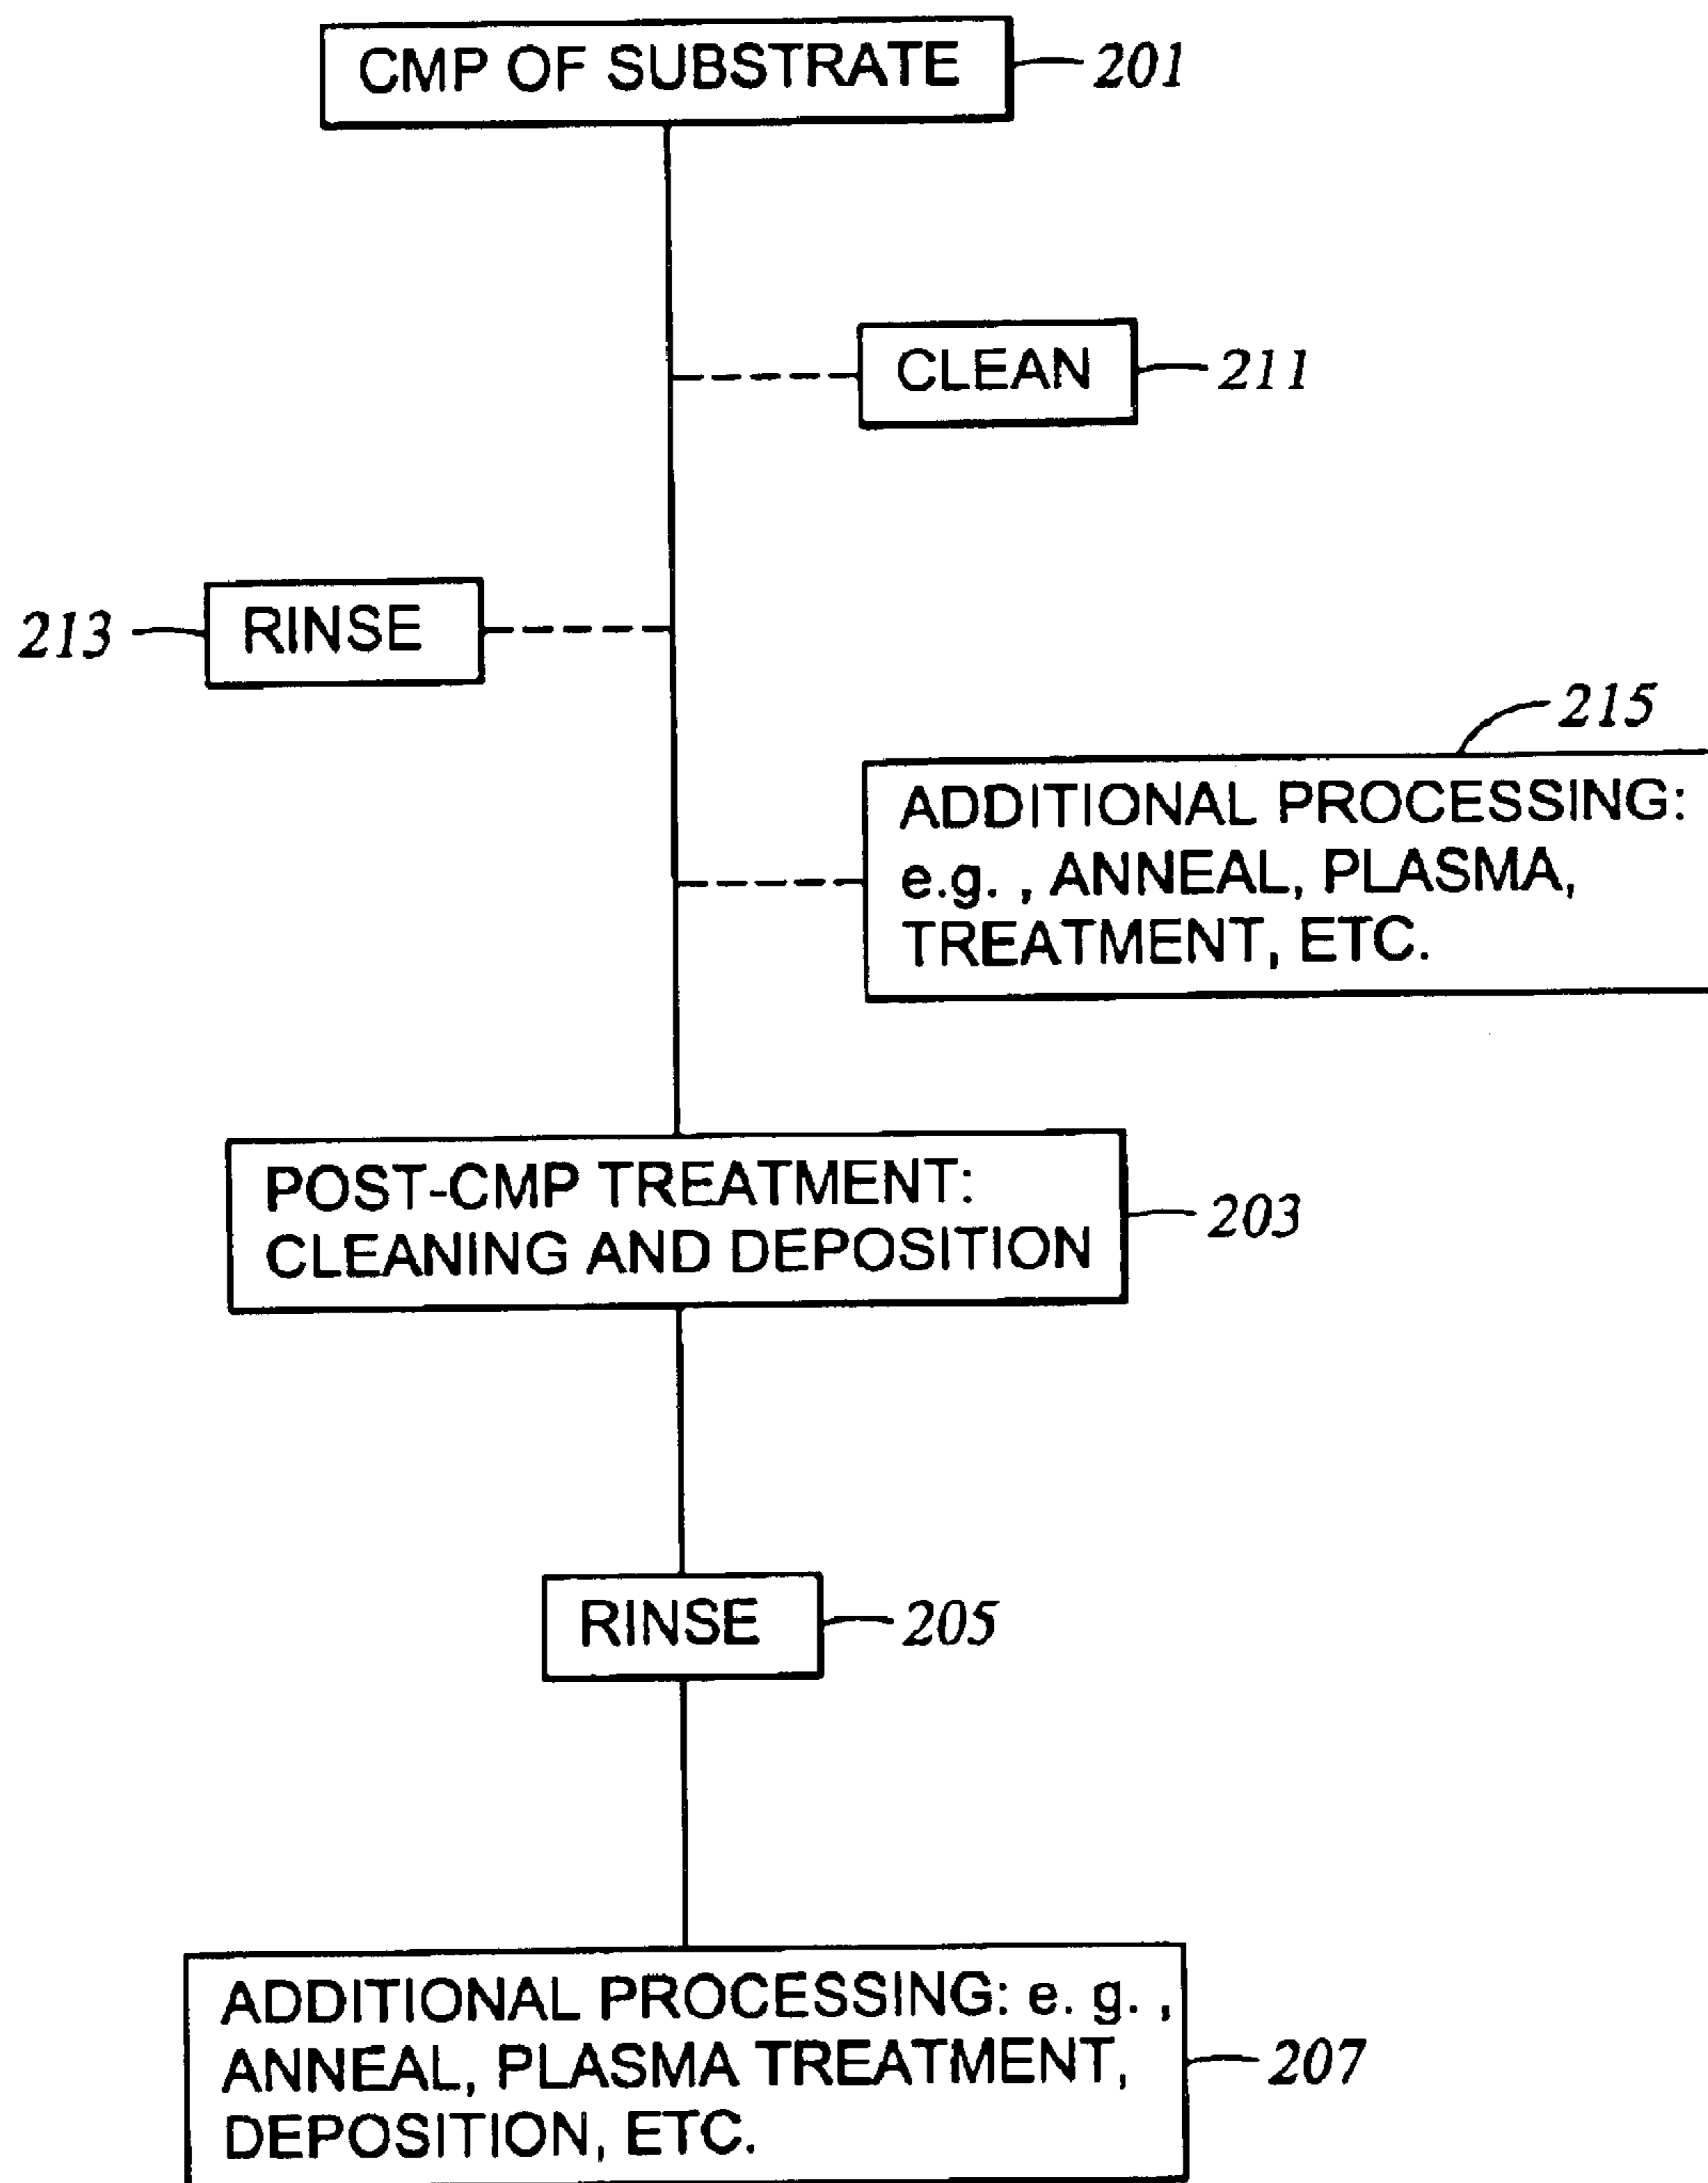 CMP OF SUBSTRATE 201
CLEAN 211
213 RINSE
215
ADDITIONAL PROCESSING:
e.g. , ANNEAL, PLASMA,
TREATMENT, ETC.
POST-CMP TREATMENT:
CLEANING AND DEPOSITION
203
RINSE 205
ADDITIONAL PROCESSING: e. g. ,
ANNEAL, PLASMA TREATMENT,
DEPOSITION, ETC.
207